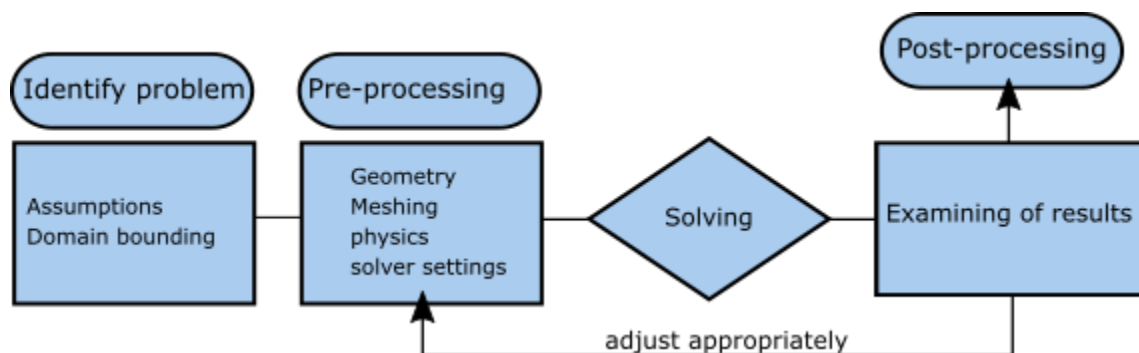 Identify problem
Assumptions
Domain bounding
Pre-processing
Geometry
Meshing
physics
solver settings
Solving
Post-processing
Examining of results
adjust appropriately